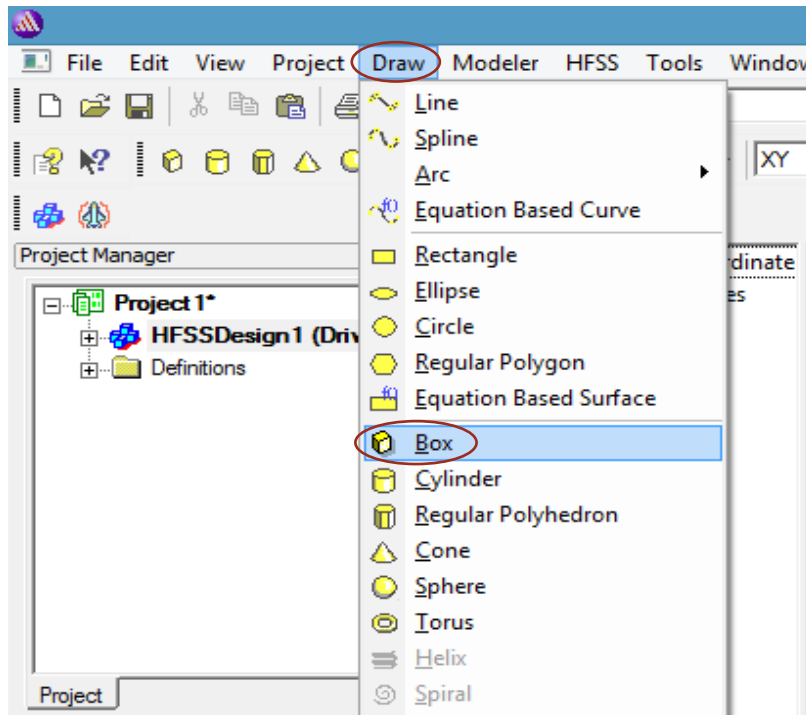 File Edit View Project Draw Modeler HFSS Tools Window
XY
Line
Spline
Arc
Equation Based Curve
Rectangle
Ellipse
Circle
Regular Polygon
Equation Based Surface
Box
Cylinder
Regular Polyhedron
Cone
Sphere
Torus
Helix
Spiral
Project Manager
Project1*
HFSSDesign1 (Driv
Definitions
Project
rdinate
es